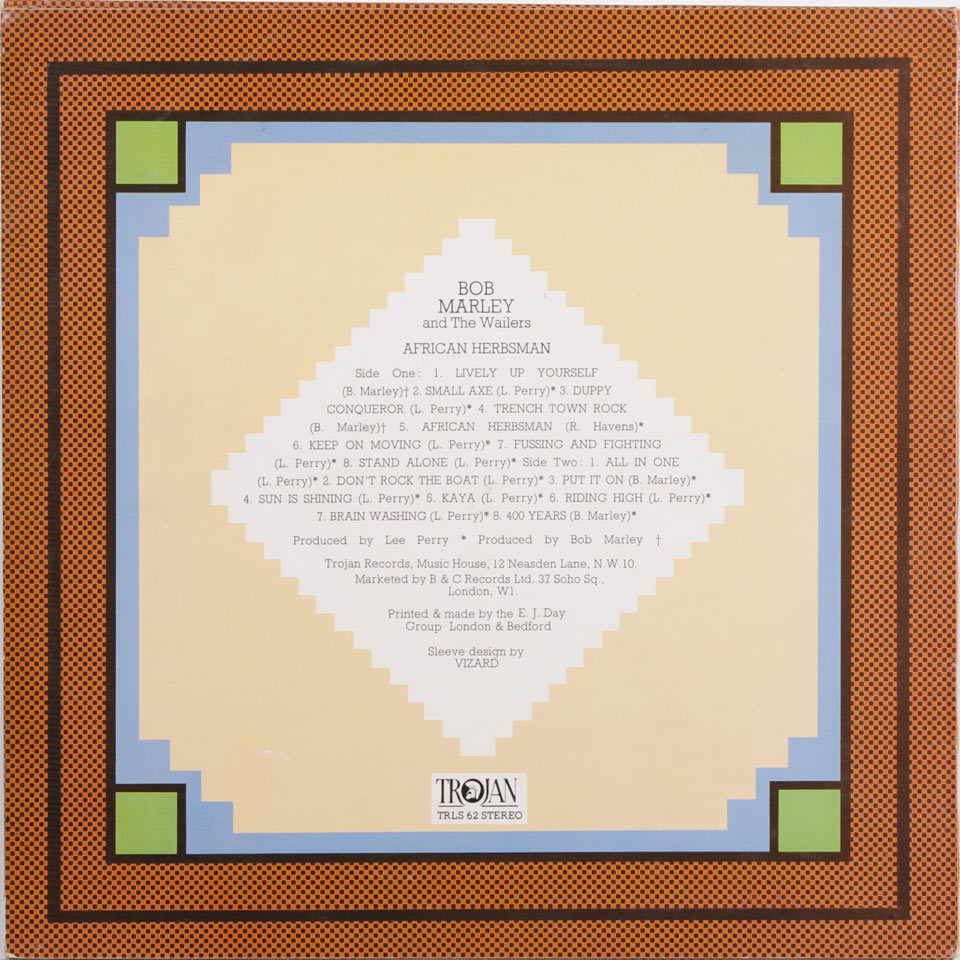 BOB
MARLEY
and The Wailers
AFRICAN HERBSMAN
Side One: 1. LIVELY UP YOURSELF
(B. Marley)† 2. SMALL AXE (L. Perry)* 3. DUPPY
CONQUEROR (L. Perry)* 4. TRENCH TOWN ROCK
(B. Marley)† 5. AFRICAN HERBSMAN (R. Havens)*
6. KEEP ON MOVING (L. Perry)* 7. FUSSING AND FIGHTING
(L. Perry)* 8. STAND ALONE (L. Perry)* Side Two: 1. ALL IN ONE
(L. Perry)* 2. DON'T ROCK THE BOAT (L. Perry)* 3. PUT IT ON (B. Marley)*
4. SUN IS SHINING (L. Perry)* 5. KAYA (L. Perry)* 6. RIDING HIGH (L. Perry)*
7. BRAIN WASHING (L. Perry)* 8. 400 YEARS (B. Marley)*
Produced by Lee Perry * Produced by Bob Marley †
Trojan Records, Music House, 12 Neasden Lane, N.W.10.
Marketed by B & C Records Ltd. 37 Soho Sq.,
London, W1.
Printed & made by the E. J. Day
Group London & Bedford
Sleeve design by
VIZARD
TROJAN
TRLS 62 STEREO